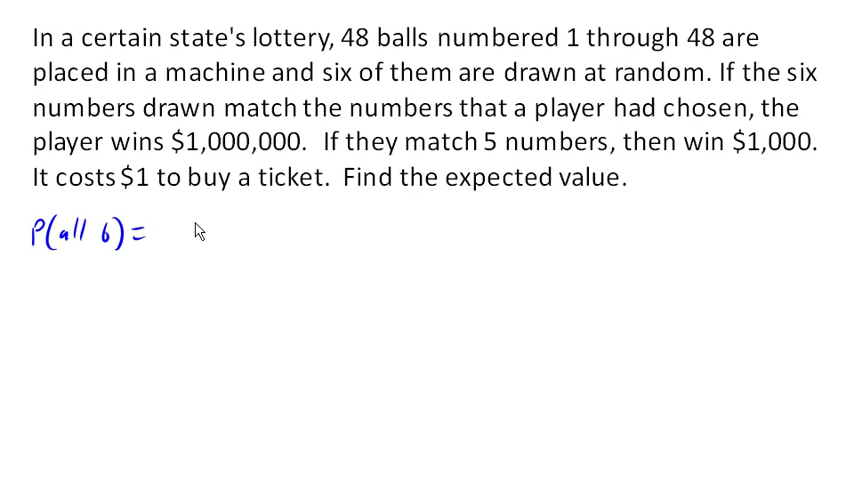 In a certain state's lottery, 48 balls numbered 1 through 48 are
placed in a machine and six of them are drawn at random. If the six
numbers drawn match the numbers that a player had chosen, the
player wins $1,000,000. If they match 5 numbers, then win $1,000.
It costs $1 to buy a ticket. Find the expected value.
P(all 6) =